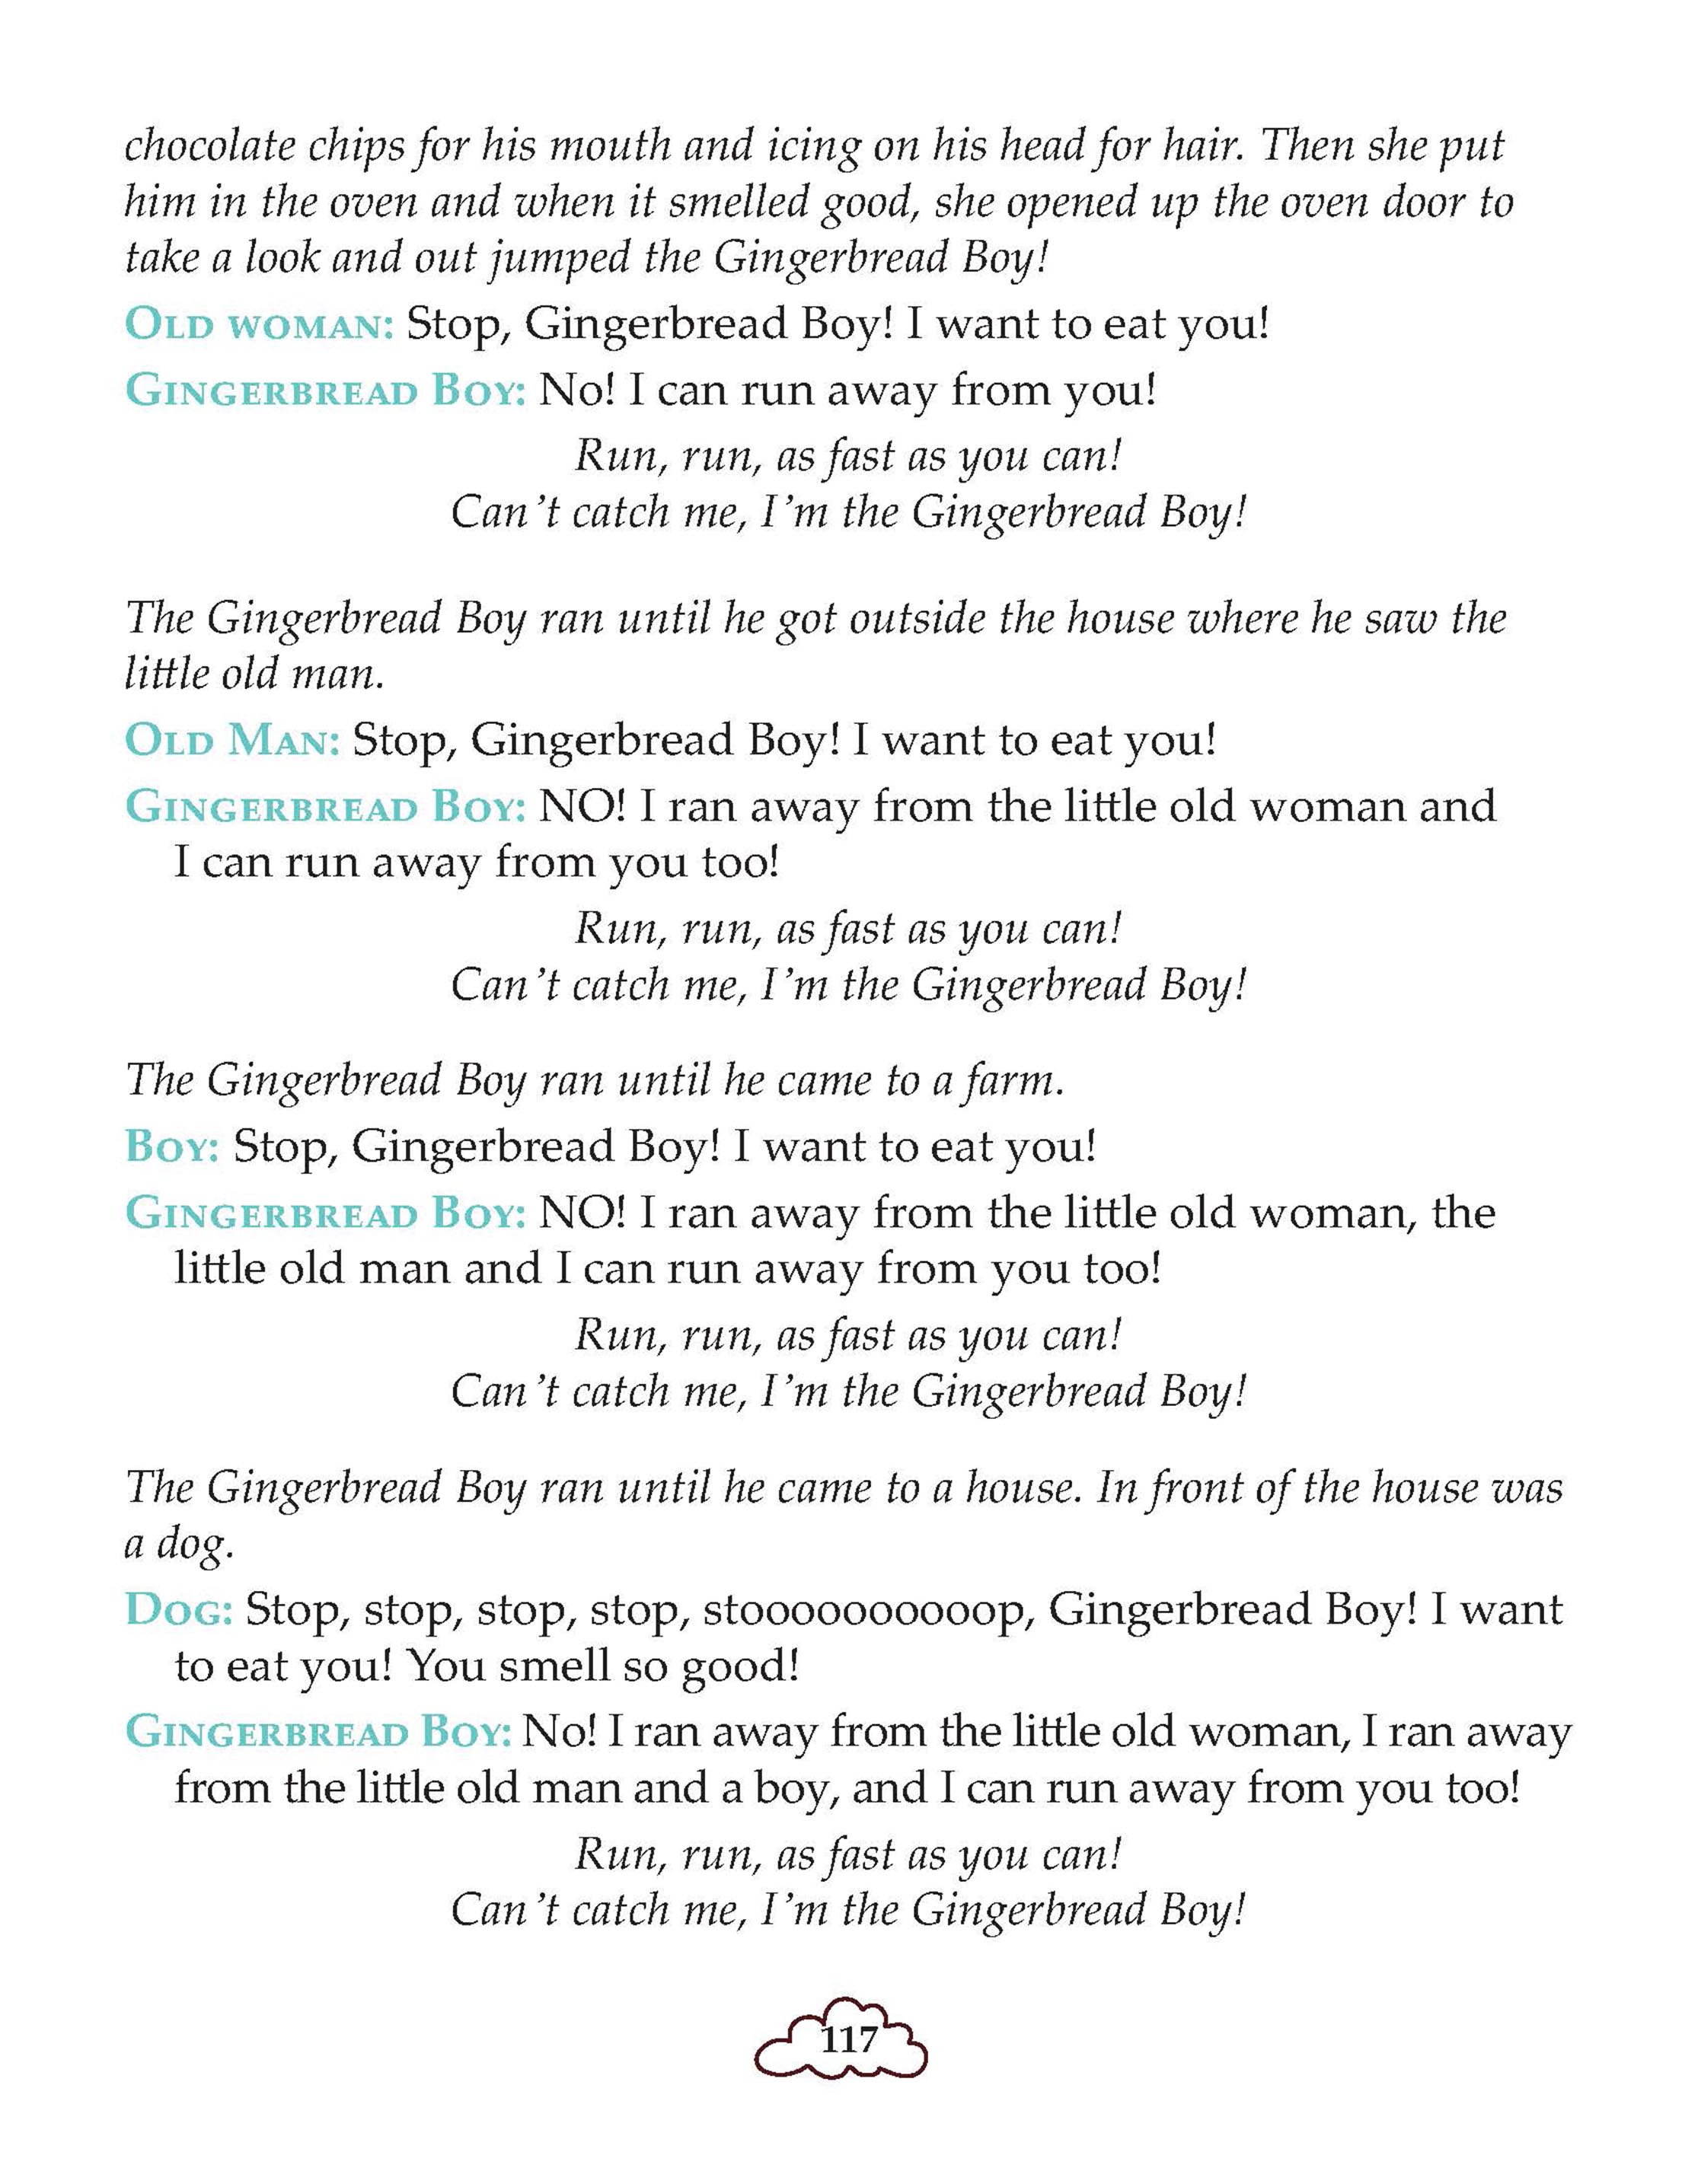 chocolate chips for his mouth and icing on his head for hair. Then she put
him in the oven and when it smelled good, she opened up the oven door to
take a look and out jumped the Gingerbread Boy!
Old woman: Stop, Gingerbread Boy! I want to eat you!
Gingerbread Boy: No! I can run away from you!
Run, run, as fast as you can!
Can't catch me, I'm the Gingerbread Boy!
The Gingerbread Boy ran until he got outside the house where he saw the
little old man.
Old Man: Stop, Gingerbread Boy! I want to eat you!
Gingerbread Boy: NO! I ran away from the little old woman and
I can run away from you too!
Run, run, as fast as you can!
Can't catch me, I'm the Gingerbread Boy!
The Gingerbread Boy ran until he came to a farm.
Boy: Stop, Gingerbread Boy! I want to eat you!
Gingerbread Boy: NO! I ran away from the little old woman, the
little old man and I can run away from you too!
Run, run, as fast as you can!
Can't catch me, I'm the Gingerbread Boy!
The Gingerbread Boy ran until he came to a house. In front of the house was
a dog.
Dog: Stop, stop, stop, stop, stoooooooooop, Gingerbread Boy! I want
to eat you! You smell so good!
Gingerbread Boy: No! I ran away from the little old woman, I ran away
from the little old man and a boy, and I can run away from you too!
Run, run, as fast as you can!
Can't catch me, I'm the Gingerbread Boy!
117